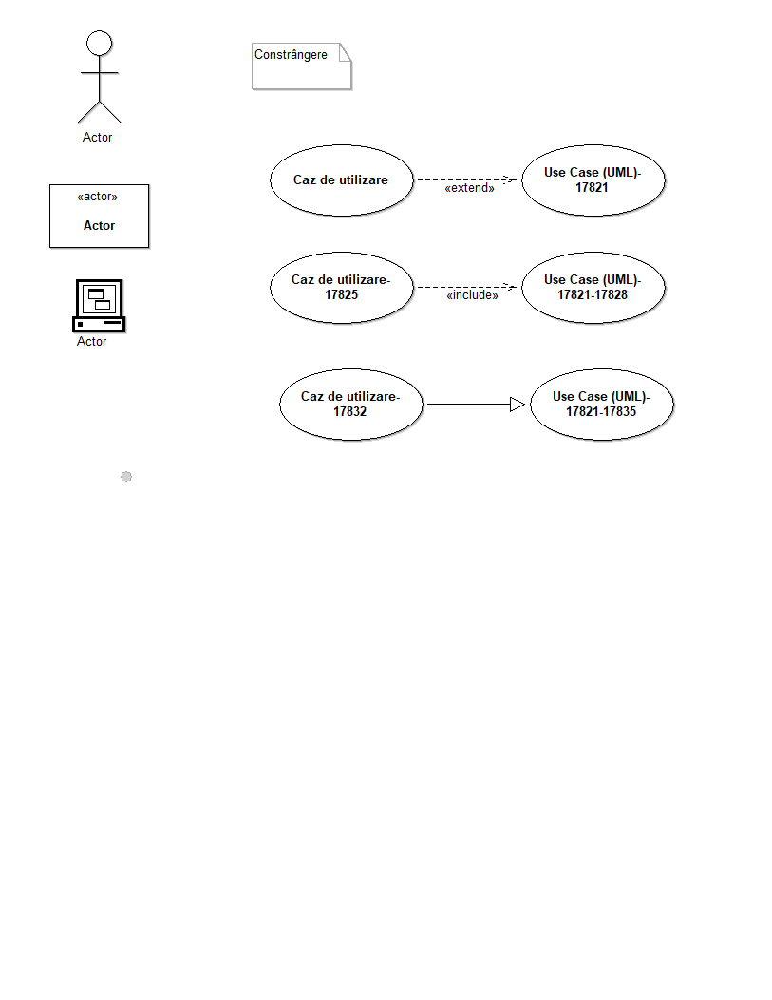 Constrângere
Actor
Caz de utilizare
«extend»
Use Case (UML)-
17821
«actor»
Actor
Caz de utilizare-
17825
«include»
Use Case (UML)-
17821-17828
Actor
Caz de utilizare-
17832
Use Case (UML)-
17821-17835